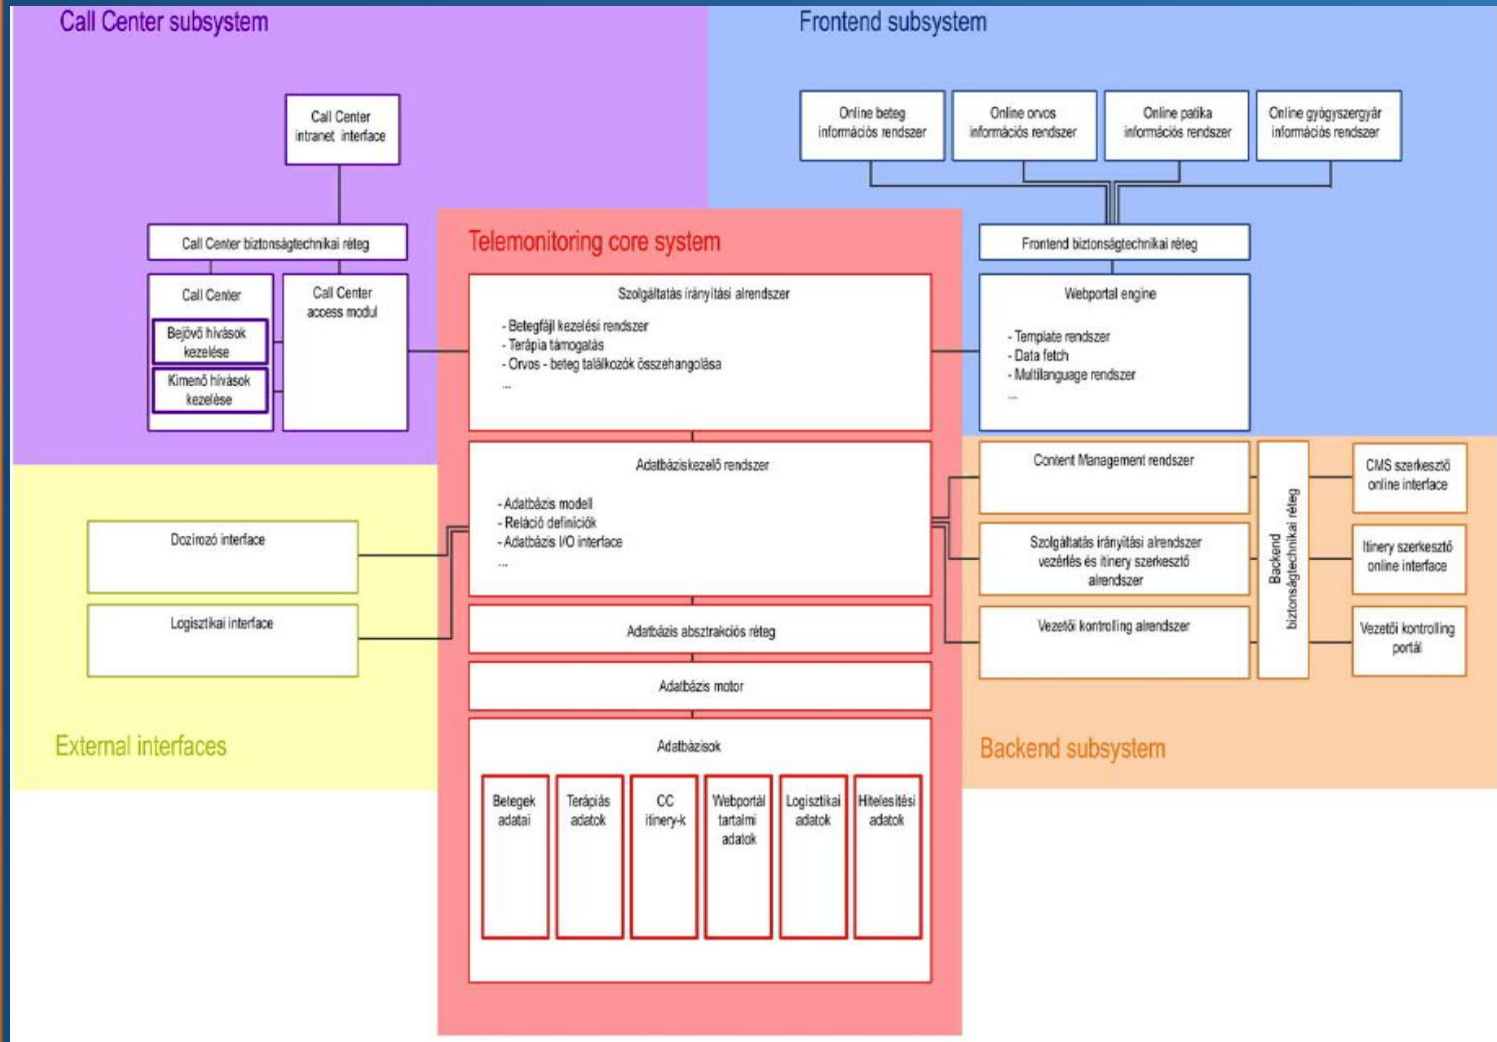 Call Center subsystem
Frontend subsystem
Call Center
intranet interface
Online beteg
információs rendszer
Online orvos
információs rendszer
Online patika
információs rendszer
Online gyógyszergyár
információs rendszer
Call Center biztonságtechnikai réteg
Call Center
Bejövő hívások
kezelése
Kimenő hívások
kezelése
Call Center
access modul
Telemonitoring core system
Szolgáltatás irányítási alrendszer
- Betegfájl kezelési rendszer
- Terápia támogatás
- Orvos - beteg találkozók összehangolása
...
Frontend biztonságtechnikai réteg
Webportal engine
- Template rendszer
- Data fetch
- Multilanguage rendszer
...
Adatbáziskezelő rendszer
- Adatbázis modell
- Reláció definíciók
- Adatbázis I/O interface
...
Content Management rendszer
Szolgáltatás irányítási alrendszer
vezérlés és itinery szerkesztő
alrendszer
Vezetői kontrolling alrendszer
Backend
biztonságtechnikai réteg
CMS szerkesztő
online interface
Itinery szerkesztő
online interface
Vezetői kontrolling
portál
Dozírozó interface
Logisztikai interface
Adatbázis absztrakciós réteg
Adatbázis motor
External interfaces
Backend subsystem
Adatbázisok
Betegek
adatai
Terápiás
adatok
CC
itinery-k
Webportál
tartalmi
adatok
Logisztikai
adatok
Hitelesítési
adatok